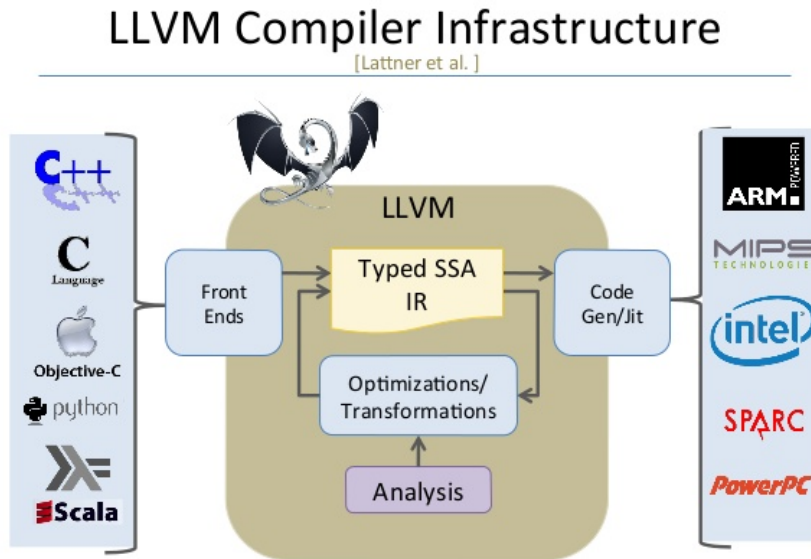 LLVM Compiler Infrastructure
[Lattner et al. ]
C++
C
Language
Objective-C
python
Scala
LLVM
Front
Ends
Typed SSA
IR
Code
Gen/Jit
Optimizations/
Transformations
Analysis
ARM
POWERED
MIPS
TECHNOLOGIE
intel
SPARC
PowerPC